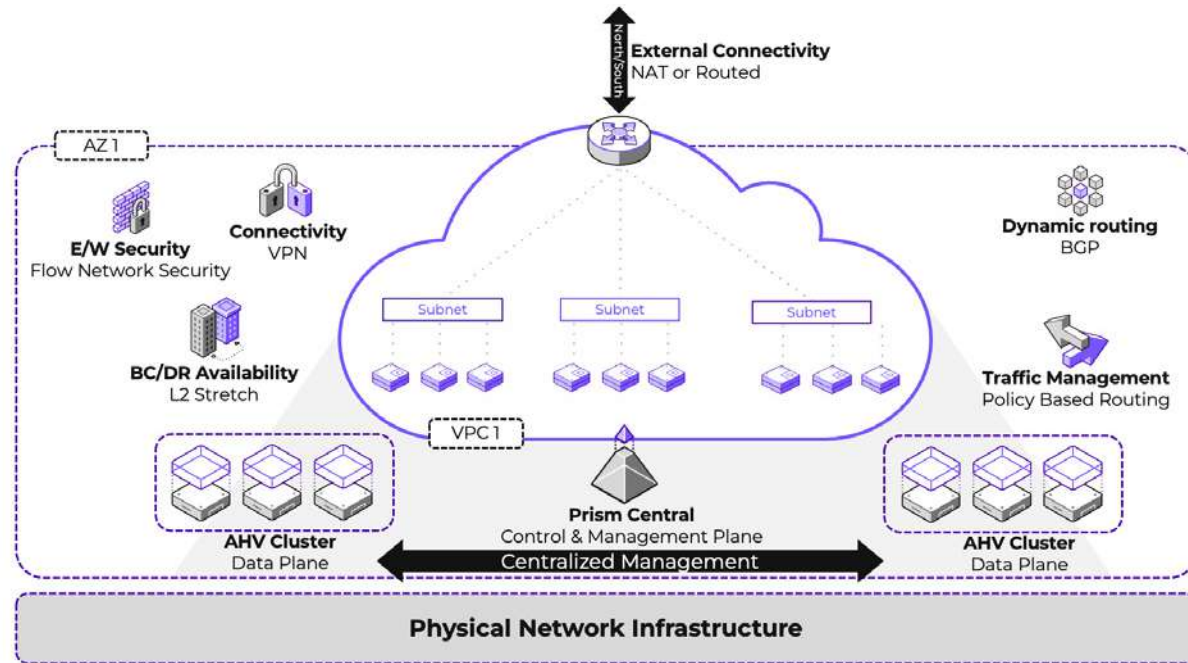 North/South
External Connectivity
NAT or Routed
AZ 1
E/W Security
Flow Network Security
Connectivity
VPN
Dynamic routing
BGP
Subnet
Subnet
Subnet
BC/DR Availability
L2 Stretch
Traffic Management
Policy Based Routing
VPC 1
AHV Cluster
Data Plane
Prism Central
Control & Management Plane
Centralized Management
AHV Cluster
Data Plane
Physical Network Infrastructure